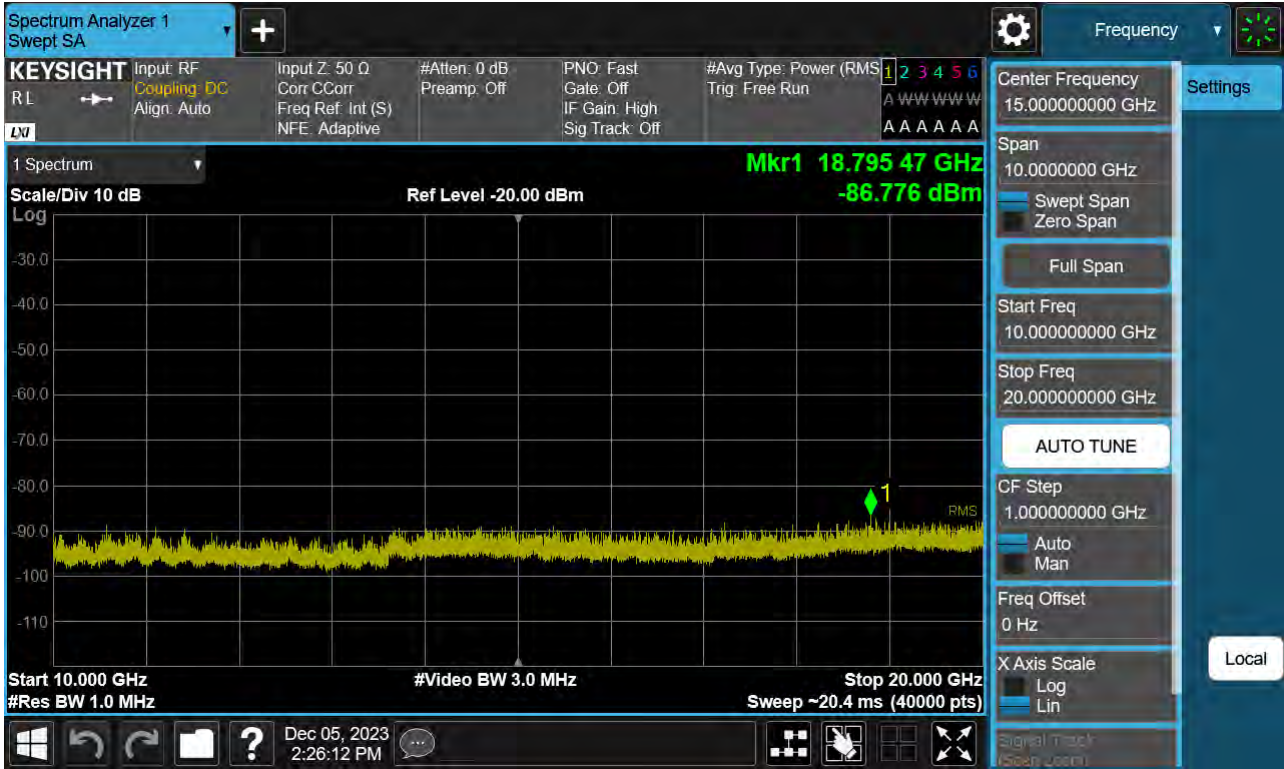 Spectrum Analyzer 1
Swept SA
+
Frequency
KEYSIGHT
RL
LXI
Input: RF
Coupling: DC
Align: Auto
Input Z: 50 Ω
Corr CCorr
Freq Ref: Int (S)
NFE: Adaptive
#Atten: 0 dB
Preamp: Off
PNO: Fast
Gate: Off
IF Gain: High
Sig Track: Off
#Avg Type: Power (RMS
Trig: Free Run
1 2 3 4 5 6
A W W W W W
A A A A A A
1 Spectrum
Mkr1 18.795 47 GHz
Scale/Div 10 dB
Ref Level -20.00 dBm
-86.776 dBm
Log
-30.0
-40.0
-50.0
-60.0
-70.0
-80.0
1
RMS
-90.0
-100
-110
Start 10.000 GHz
#Video BW 3.0 MHz
Stop 20.000 GHz
#Res BW 1.0 MHz
Sweep ~20.4 ms (40000 pts)
Center Frequency
15.000000000 GHz
Settings
Span
10.0000000 GHz
Swept Span
Zero Span
Full Span
Start Freq
10.000000000 GHz
Stop Freq
20.000000000 GHz
AUTO TUNE
CF Step
1.000000000 GHz
Auto
Man
Freq Offset
0 Hz
X Axis Scale
Log
Lin
Local
Signal Track
(Span Zoom)
?
Dec 05, 2023
2:26:12 PM